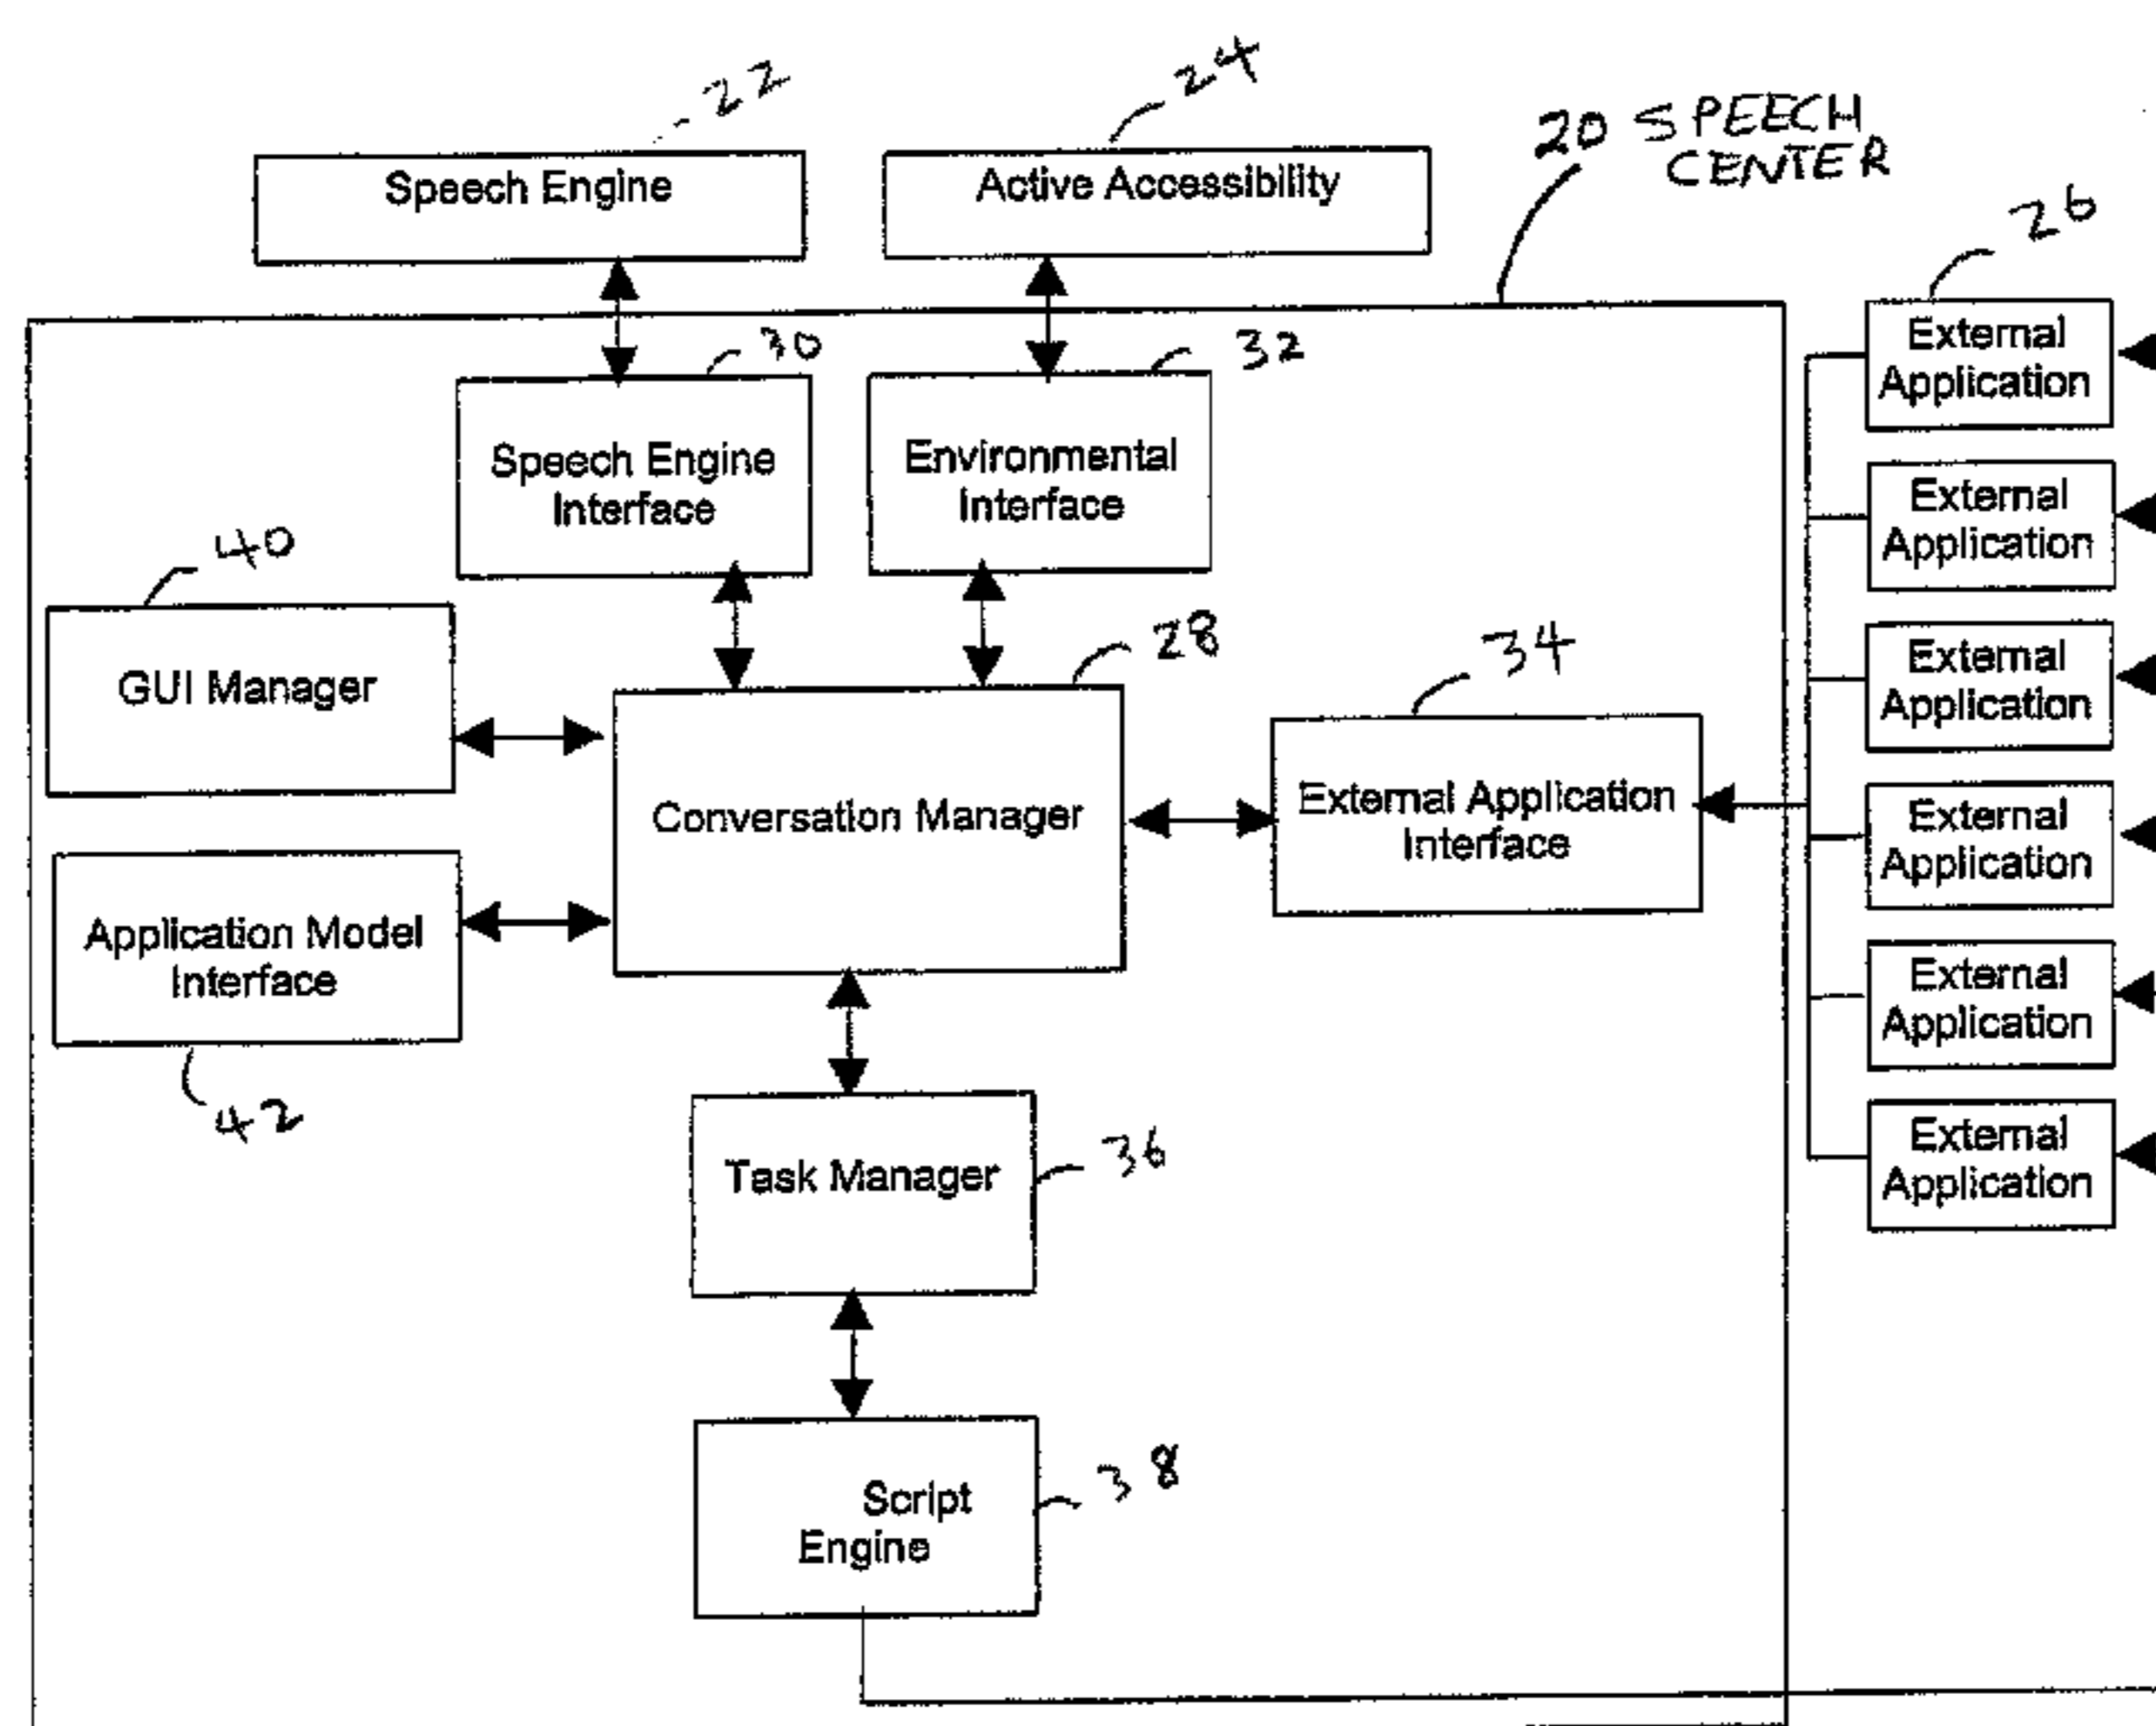 22
24
20 SPEECH
CENTER
26
Speech Engine
Active Accessibility
30
32
External
Application
Speech Engine
Interface
Environmental
Interface
External
Application
40
28
34
GUI Manager
External
Application
Conversation Manager
External Application
Interface
External
Application
Application Model
Interface
External
Application
42
Task Manager
36
External
Application
Script
Engine
38